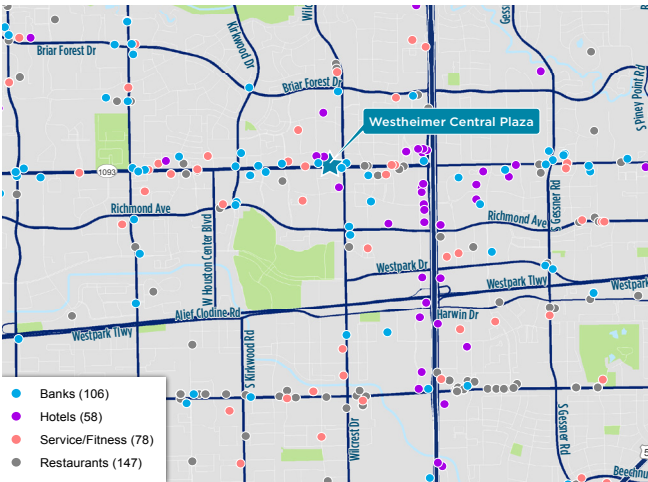 Briar Forest Dr
Kirkwood Dr
Briar Forest Dr
S Piney Point Rd
Westheimer Central Plaza
1093
Richmond Ave
W Houston Center Blvd
Richmond Ave
S Gessner Rd
Westpark Dr
Westpark Tlwy
Westpark
Alief Clodine Rd
Harwin Dr
Westpark Tlwy
S Kirkwood Rd
Wilcrest Dr
S Gessner Rd
Banks (106)
Hotels (58)
Service/Fitness (78)
Restaurants (147)